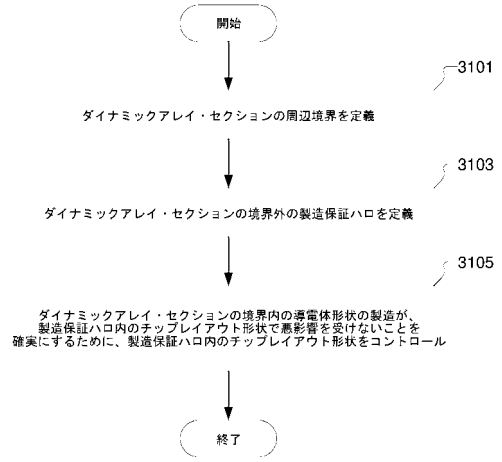 開始
3101
ダイナミックアレイ・セクションの周辺境界を定義
3103
ダイナミックアレイ・セクションの境界外の製造保証ハロを定義
3105
ダイナミックアレイ・セクションの境界内の導電体形状の製造が、
製造保証ハロ内のチップレイアウト形状で悪影響を受けないことを
確実にするために、製造保証ハロ内のチップレイアウト形状をコントロール
終了